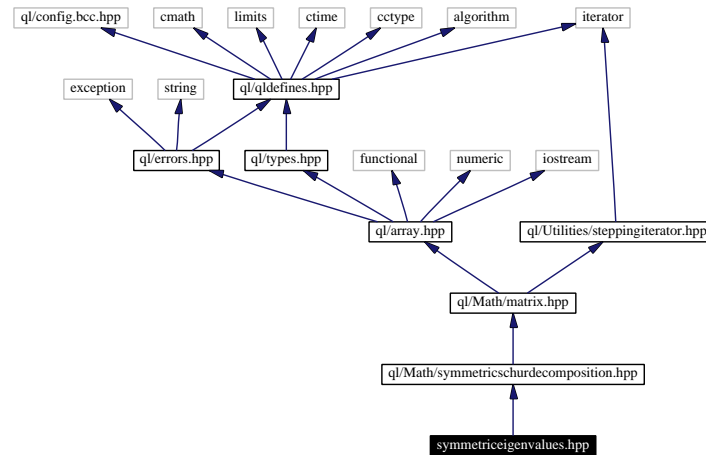 ql/config.bcc.hpp cmath limits ctime cctype algorithm iterator
exception string ql/qldefines.hpp
ql/errors.hpp ql/types.hpp functional numeric iostream
ql/array.hpp ql/Utilities/steppingiterator.hpp
ql/Math/matrix.hpp
ql/Math/symmetricschurdecomposition.hpp
symmetriceigenvalues.hpp